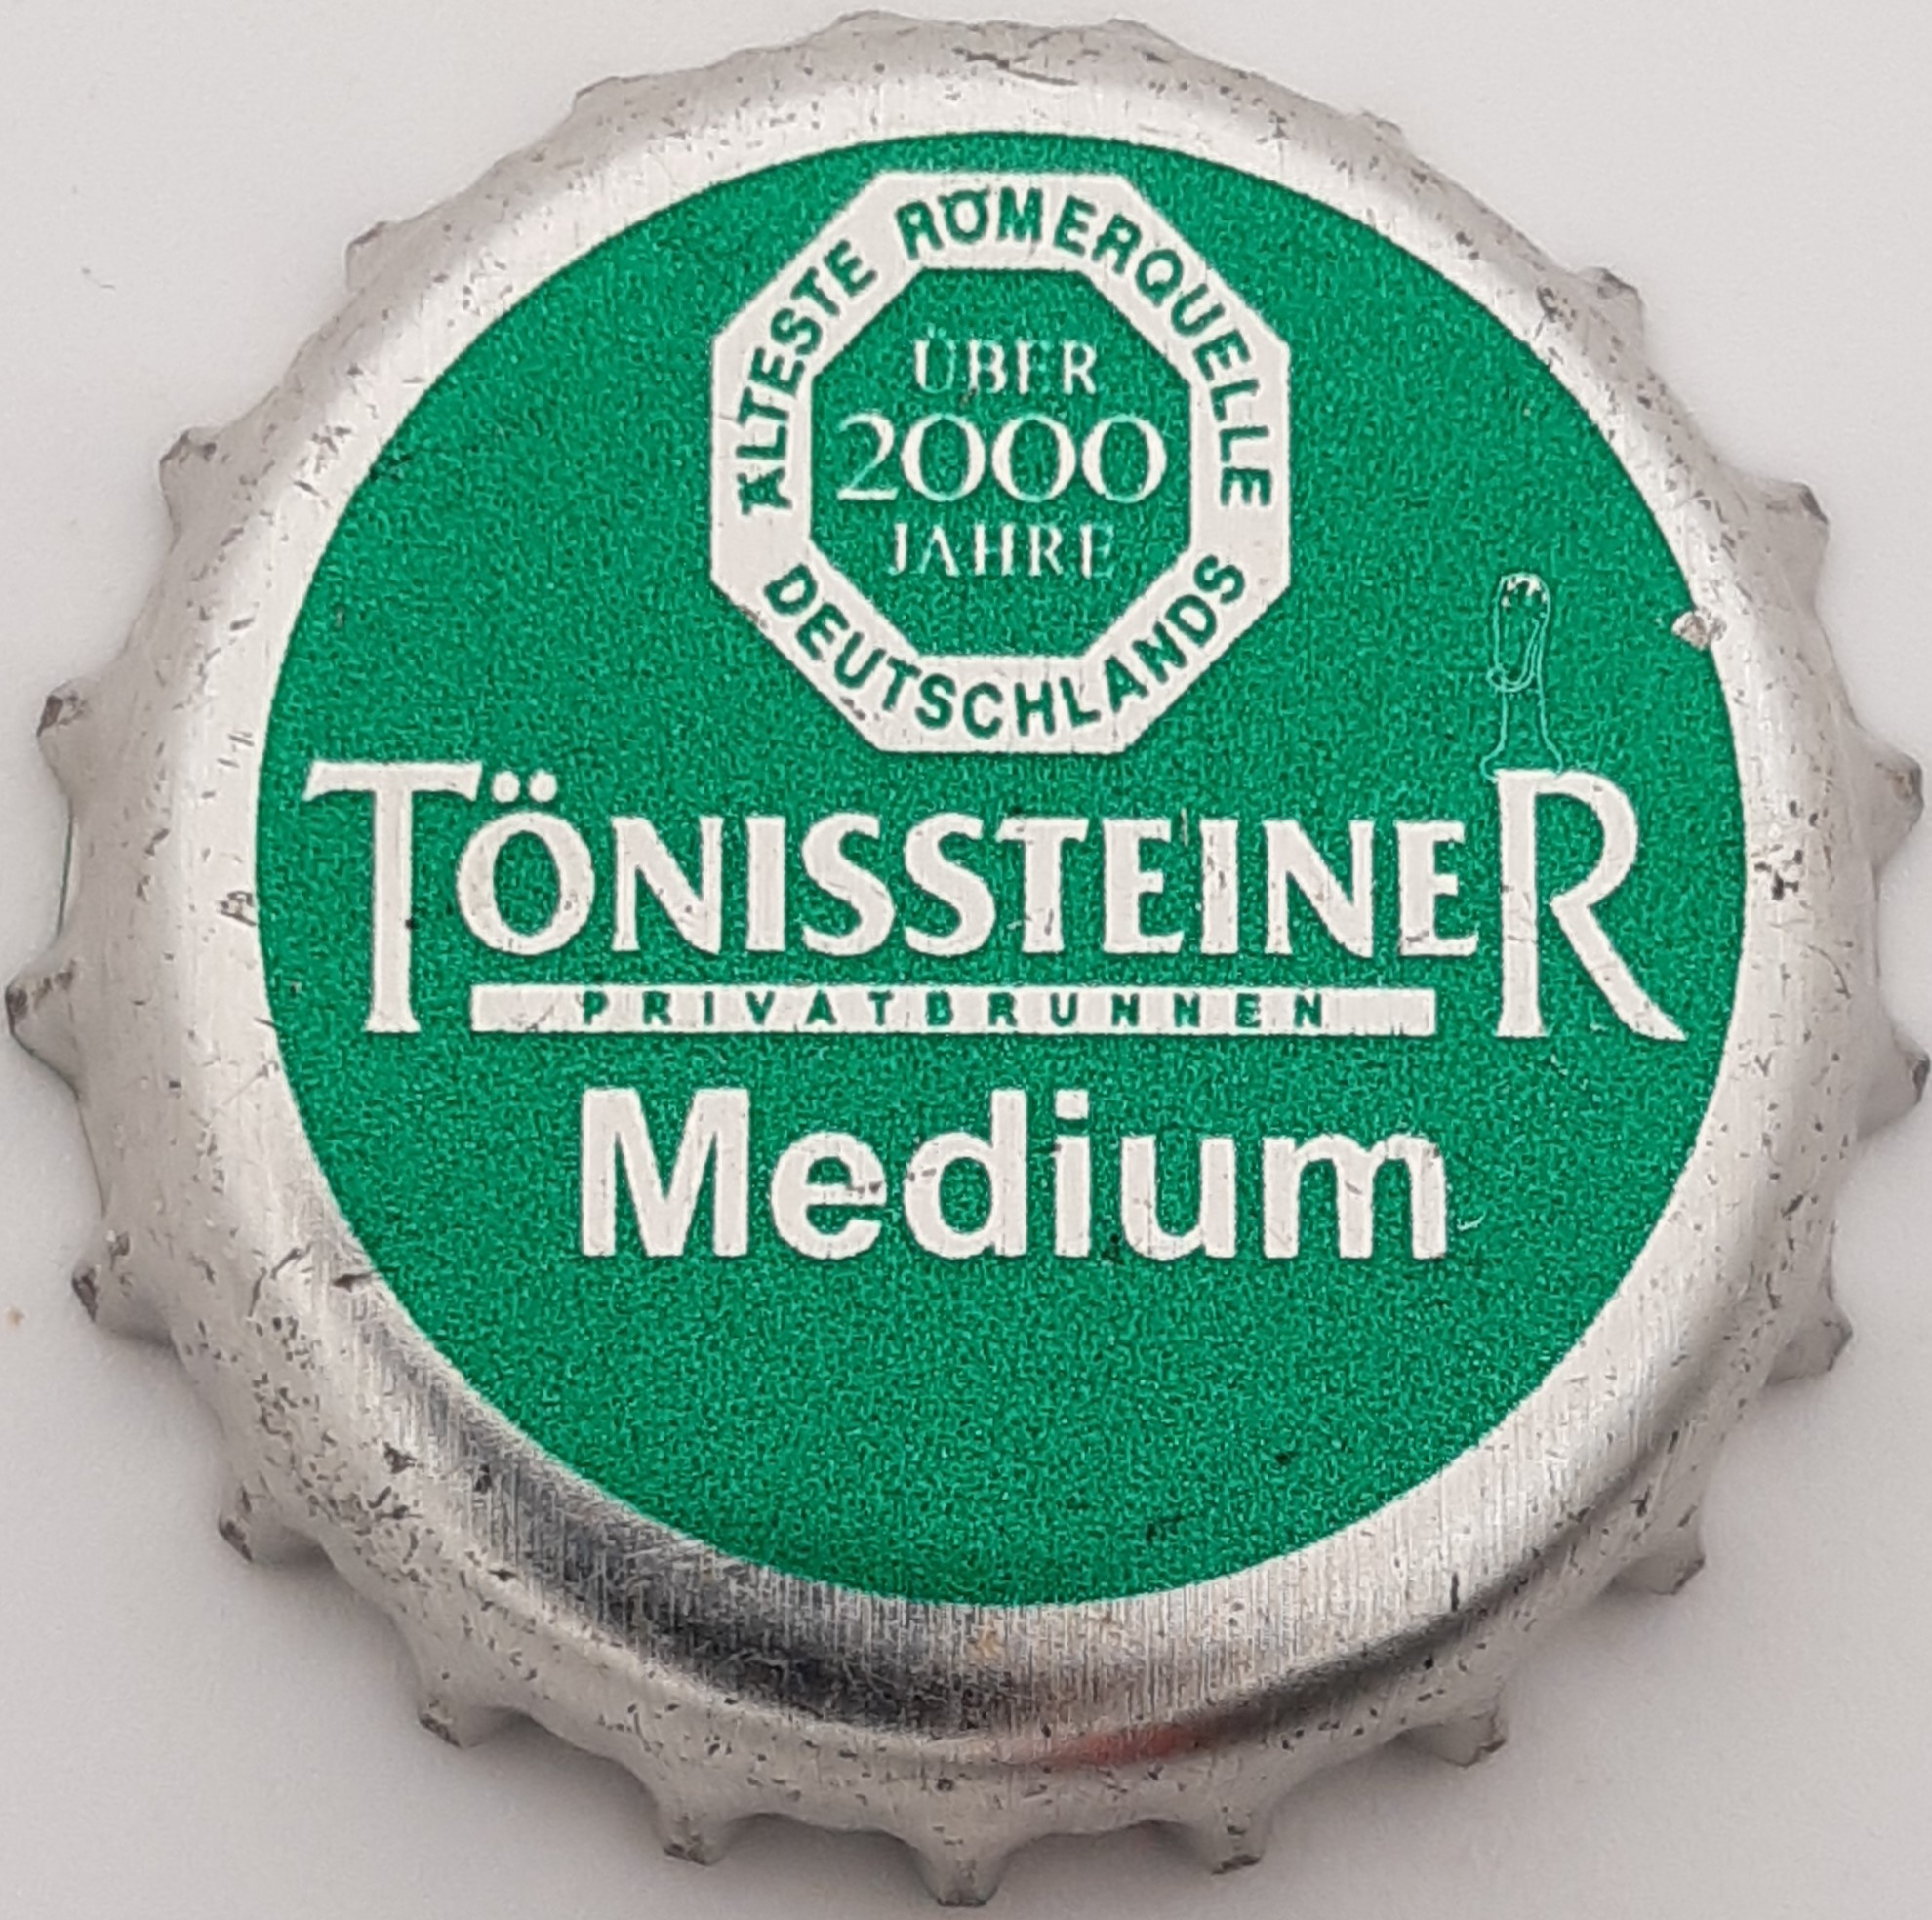 ÄLTESTE RÖMERQUELLE
ÜBER
2000
JAHRE
DEUTSCHLANDS
TÖNISSTEINER
PRIVATBRUNNEN
Medium